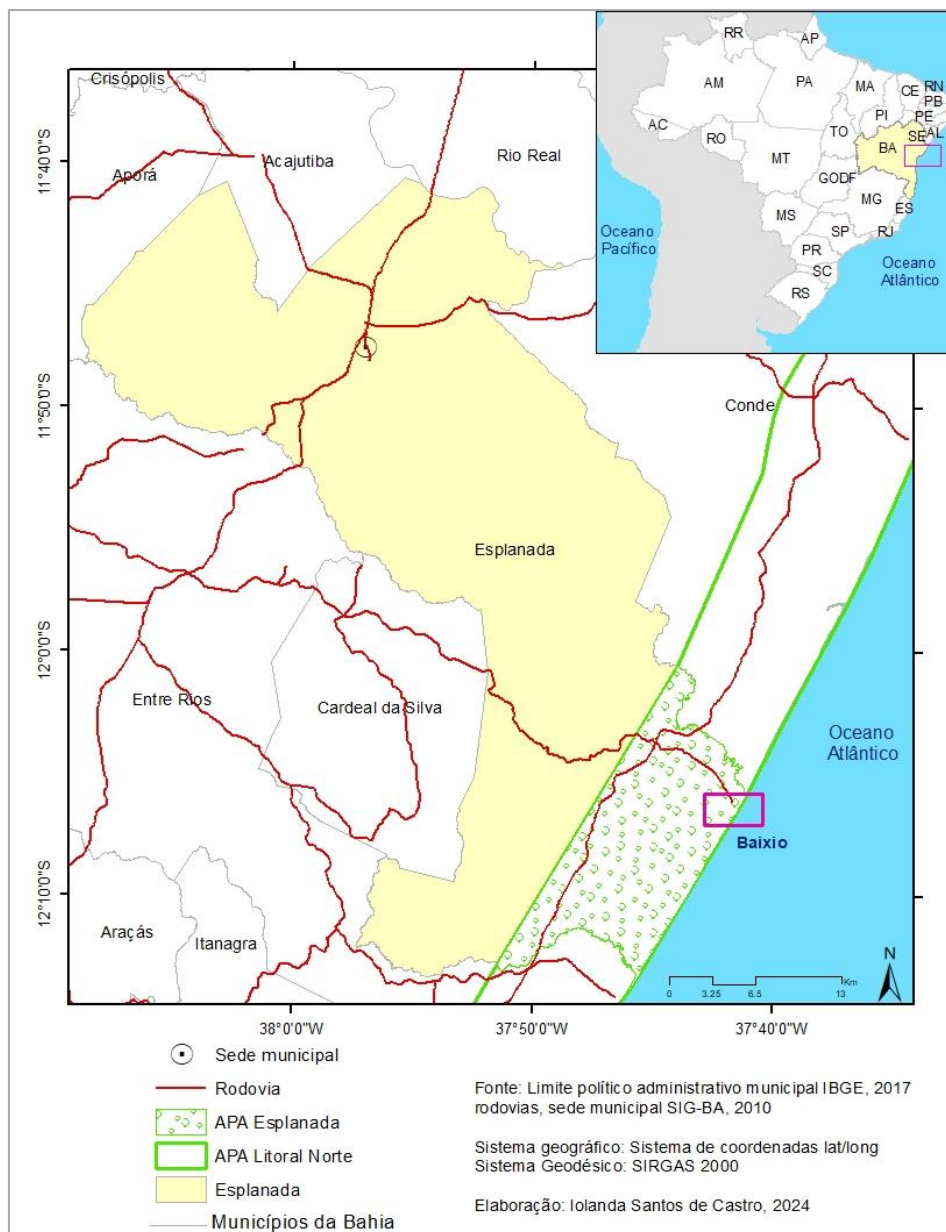 RR
AP
AM
PA
MA
CE
RN
PB
PE
AL
SE
PI
AC
RO
TO
BA
MT
GO
DF
MG
ES
MS
SP
RJ
PR
SC
RS
Oceano
Pacífico
Oceano
Atlântico
Crisópolis
Acajutiba
Rio Real
Aporá
Conde
Esplanada
Entre Rios
Cardeal da Silva
Oceano
Atlântico
Baixio
Araçás
Itanagra
N
0 3.25 6.5 13 Km
11°40'0"S
11°50'0"S
12°0'0"S
12°10'0"S
38°0'0"W
37°50'0"W
37°40'0"W
Sede municipal
Rodovia
APA Esplanada
APA Litoral Norte
Esplanada
Municípios da Bahia
Fonte: Limite político administrativo municipal IBGE, 2017
rodovias, sede municipal SIG-BA, 2010
Sistema geográfico: Sistema de coordenadas lat/long
Sistema Geodésico: SIRGAS 2000
Elaboração: Iolanda Santos de Castro, 2024